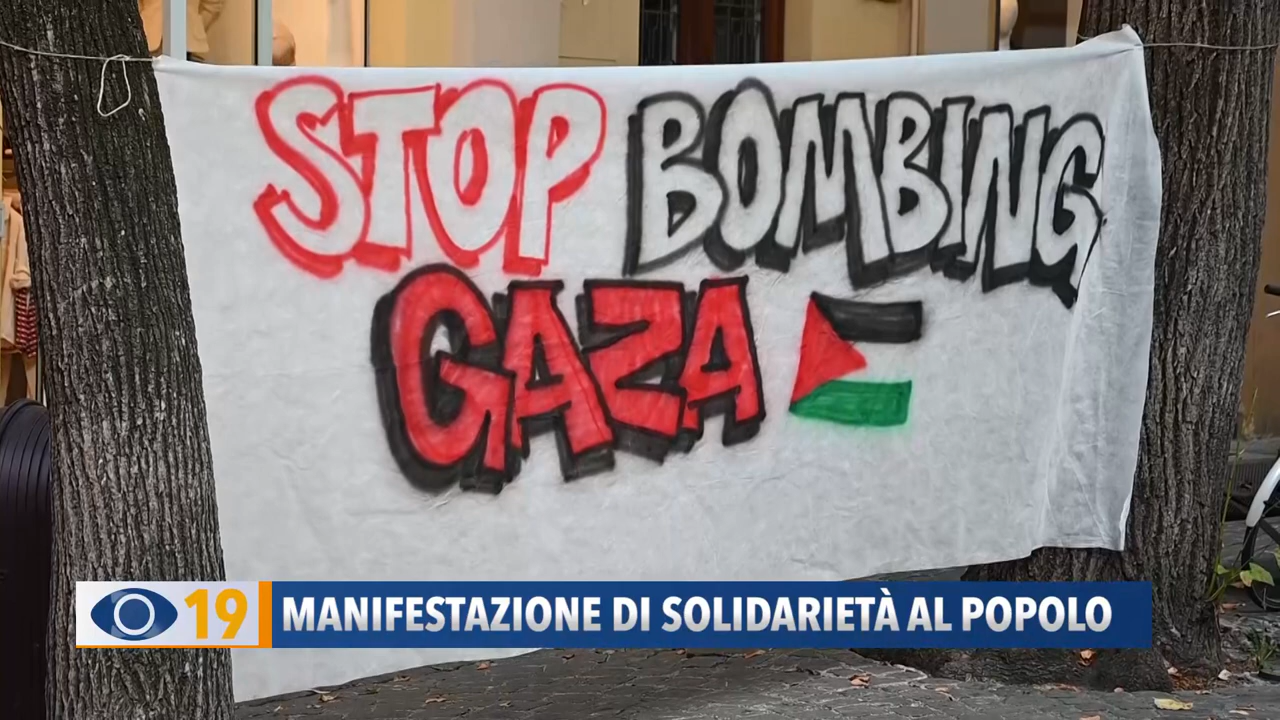 STOP BOMBING
GAZA
19 MANIFESTAZIONE DI SOLIDARIETÀ AL POPOLO